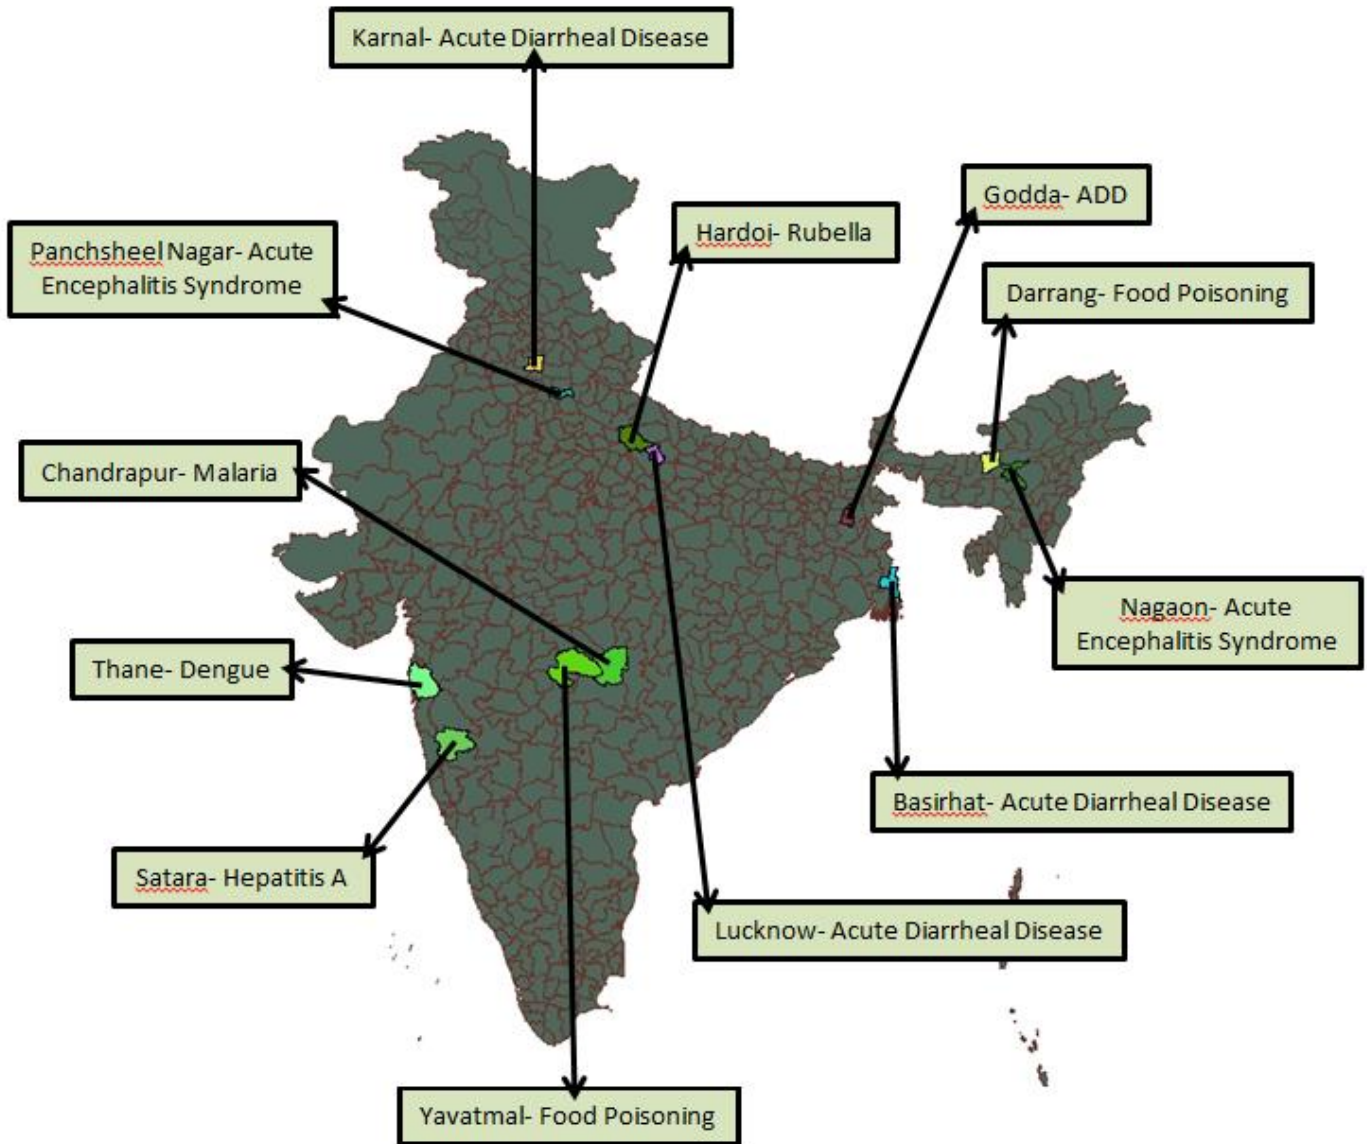 Karnal- Acute Diarrheal Disease
Godda- ADD
Hardoi- Rubella
Panchsheel Nagar- Acute
Encephalitis Syndrome
Darrang- Food Poisoning
Chandrapur- Malaria
Nagaon- Acute
Encephalitis Syndrome
Thane- Dengue
Basirhat- Acute Diarrheal Disease
Satara- Hepatitis A
Lucknow- Acute Diarrheal Disease
Yavatmal- Food Poisoning